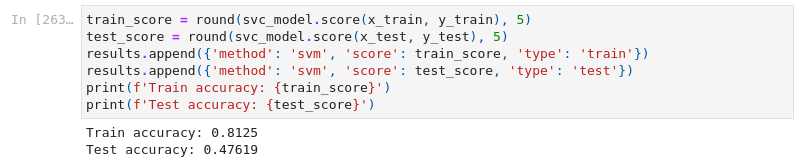 In [263…
train_score = round(svc_model.score(x_train, y_train), 5)
test_score = round(svc_model.score(x_test, y_test), 5)
results.append({'method': 'svm', 'score': train_score, 'type': 'train'})
results.append({'method': 'svm', 'score': test_score, 'type': 'test'})
print(f'Train accuracy: {train_score}')
print(f'Test accuracy: {test_score}')
Train accuracy: 0.8125
Test accuracy: 0.47619